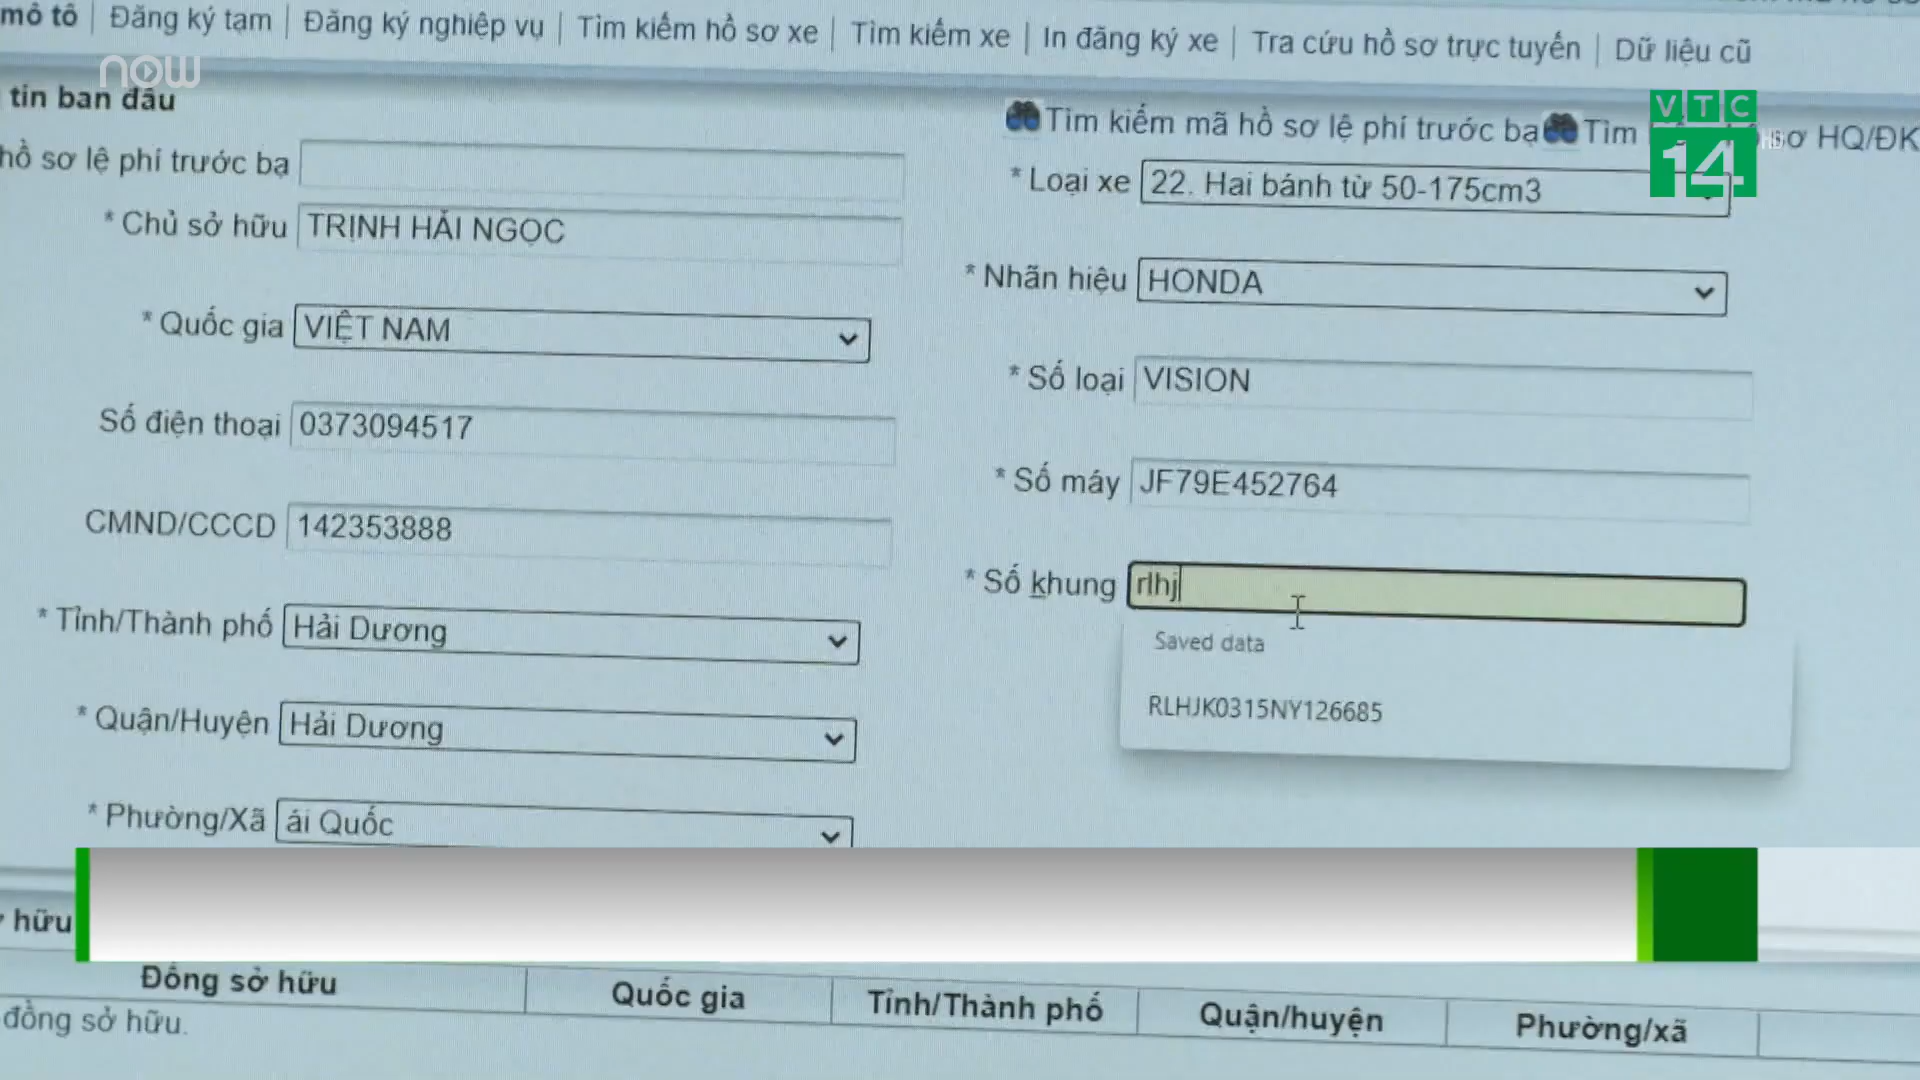 mô tô | Đăng ký tạm | Đăng ký nghiệp vụ | Tìm kiếm hồ sơ xe | Tìm kiếm xe | In đăng ký xe | Tra cứu hồ sơ trực tuyến | Dữ liệu cũ
now
tin ban đầu
hồ sơ lệ phí trước bạ
* Chủ sở hữu TRỊNH HẢI NGỌC
* Quốc gia VIỆT NAM
Số điện thoại 0373094517
CMND/CCCD 142353888
* Tỉnh/Thành phố Hải Dương
* Quận/Huyện Hải Dương
* Phường/Xã ái Quốc
Tìm kiếm mã hồ sơ lệ phí trước bạ Tìm sơ HQ/ĐK
VTC
14
HD
* Loại xe 22. Hai bánh từ 50-175cm3
* Nhãn hiệu HONDA
* Số loại VISION
* Số máy JF79E452764
* Số khung rlhj
Saved data
RLHJK0315NY126685
hữu
Đồng sở hữu Quốc gia Tỉnh/Thành phố Quận/huyện Phường/xã
đồng sở hữu.